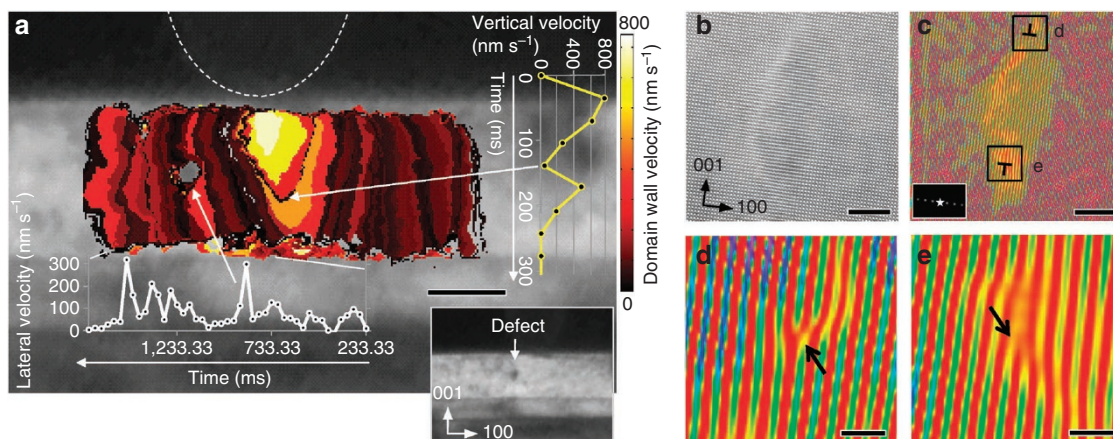 a
Vertical velocity
(nm s⁻¹)
0
400
800
0
100
200
300
Time
(ms)
800
Domain wall velocity (nm s⁻¹)
0
Lateral velocity (nm s⁻¹)
300
200
100
0
1,233.33
733.33
233.33
Time (ms)
Defect
001
100
b
001
100
c
d
e
d
e